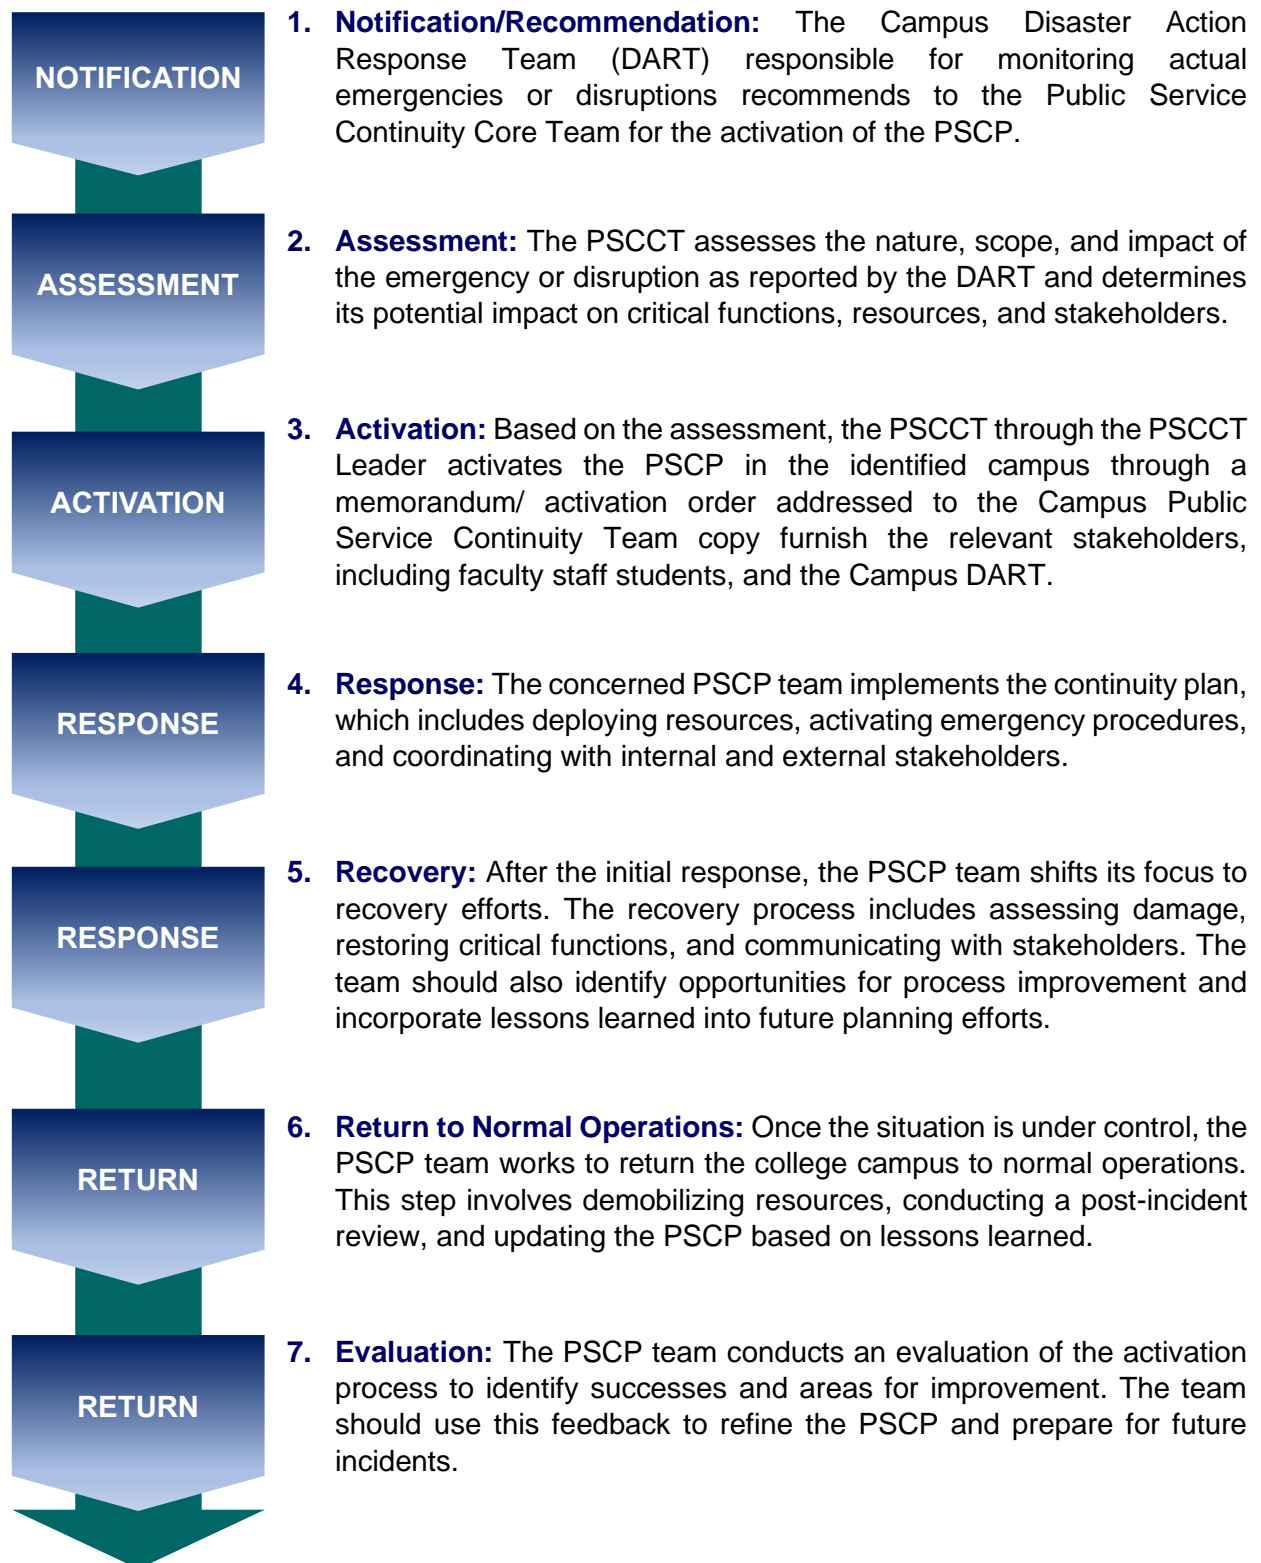 NOTIFICATION
1. Notification/Recommendation: The Campus Disaster Action
Response Team (DART) responsible for monitoring actual
emergencies or disruptions recommends to the Public Service
Continuity Core Team for the activation of the PSCP.
ASSESSMENT
2. Assessment: The PSCCT assesses the nature, scope, and impact of
the emergency or disruption as reported by the DART and determines
its potential impact on critical functions, resources, and stakeholders.
ACTIVATION
3. Activation: Based on the assessment, the PSCCT through the PSCCT
Leader activates the PSCP in the identified campus through a
memorandum/ activation order addressed to the Campus Public
Service Continuity Team copy furnish the relevant stakeholders,
including faculty staff students, and the Campus DART.
RESPONSE
4. Response: The concerned PSCP team implements the continuity plan,
which includes deploying resources, activating emergency procedures,
and coordinating with internal and external stakeholders.
RESPONSE
5. Recovery: After the initial response, the PSCP team shifts its focus to
recovery efforts. The recovery process includes assessing damage,
restoring critical functions, and communicating with stakeholders. The
team should also identify opportunities for process improvement and
incorporate lessons learned into future planning efforts.
RETURN
6. Return to Normal Operations: Once the situation is under control, the
PSCP team works to return the college campus to normal operations.
This step involves demobilizing resources, conducting a post-incident
review, and updating the PSCP based on lessons learned.
RETURN
7. Evaluation: The PSCP team conducts an evaluation of the activation
process to identify successes and areas for improvement. The team
should use this feedback to refine the PSCP and prepare for future
incidents.